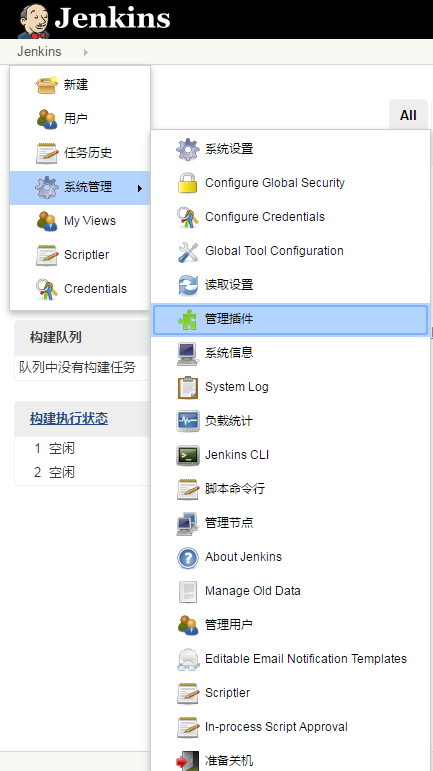 Jenkins
Jenkins
新建
用户
任务历史
系统管理
My Views
Scriptler
Credentials
All
系统设置
Configure Global Security
Configure Credentials
Global Tool Configuration
读取设置
管理插件
系统信息
System Log
负载统计
Jenkins CLI
脚本命令行
管理节点
About Jenkins
Manage Old Data
管理用户
Editable Email Notification Templates
Scriptler
In-process Script Approval
准备关机
构建队列
队列中没有构建任务
构建执行状态
1 空闲
2 空闲